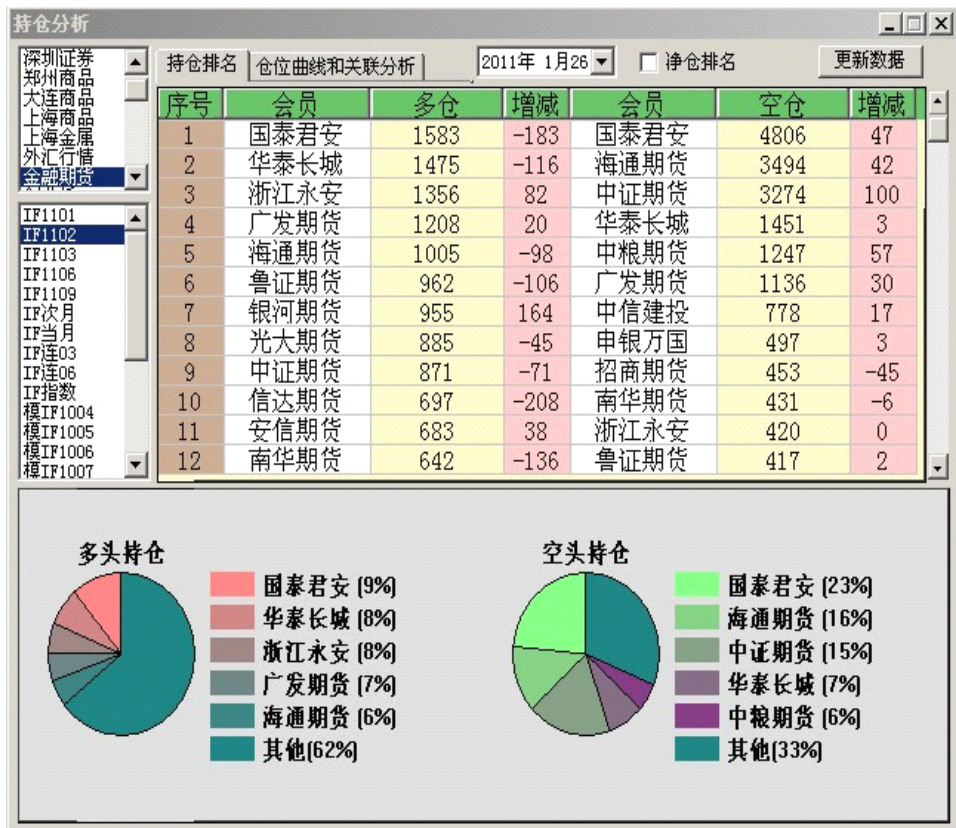 持仓分析
深圳证券
郑州商品
大连商品
上海商品
上海金属
外汇行情
金融期货
持仓排名 仓位曲线和关联分析 2011年 1月26 净仓排名 更新数据
序号 会员 多仓 增减 会员 空仓 增减
1 国泰君安 1583 -183 国泰君安 4806 47
2 华泰长城 1475 -116 海通期货 3494 42
3 浙江永安 1356 82 中证期货 3274 100
4 广发期货 1208 20 华泰长城 1451 3
5 海通期货 1005 -98 中粮期货 1247 57
6 鲁证期货 962 -106 广发期货 1136 30
7 银河期货 955 164 中信建投 778 17
8 光大期货 885 -45 申银万国 497 3
9 中证期货 871 -71 招商期货 453 -45
10 信达期货 697 -208 南华期货 431 -6
11 安信期货 683 38 浙江永安 420 0
12 南华期货 642 -136 鲁证期货 417 2
IF1101
IF1102
IF1103
IF1106
IF1109
IF次月
IF当月
IF连03
IF连06
IF指数
模IF1004
模IF1005
模IF1006
模IF1007
多头持仓
国泰君安 (9%)
华泰长城 (8%)
浙江永安 (8%)
广发期货 (7%)
海通期货 (6%)
其他(62%)
空头持仓
国泰君安 (23%)
海通期货 (16%)
中证期货 (15%)
华泰长城 (7%)
中粮期货 (6%)
其他(33%)